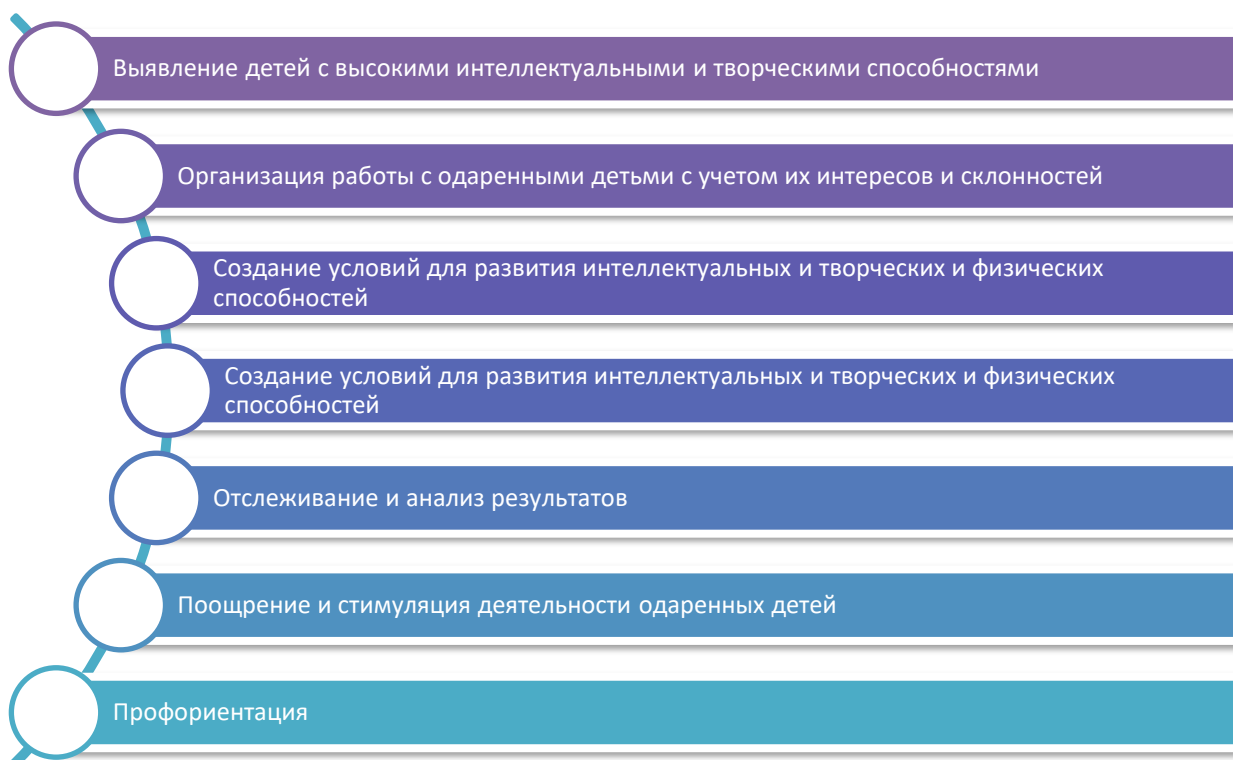 Выявление детей с высокими интеллектуальными и творческими способностями
Организация работы с одаренными детьми с учетом их интересов и склонностей
Создание условий для развития интеллектуальных и творческих и физических
способностей
Создание условий для развития интеллектуальных и творческих и физических
способностей
Отслеживание и анализ результатов
Поощрение и стимуляция деятельности одаренных детей
Профориентация